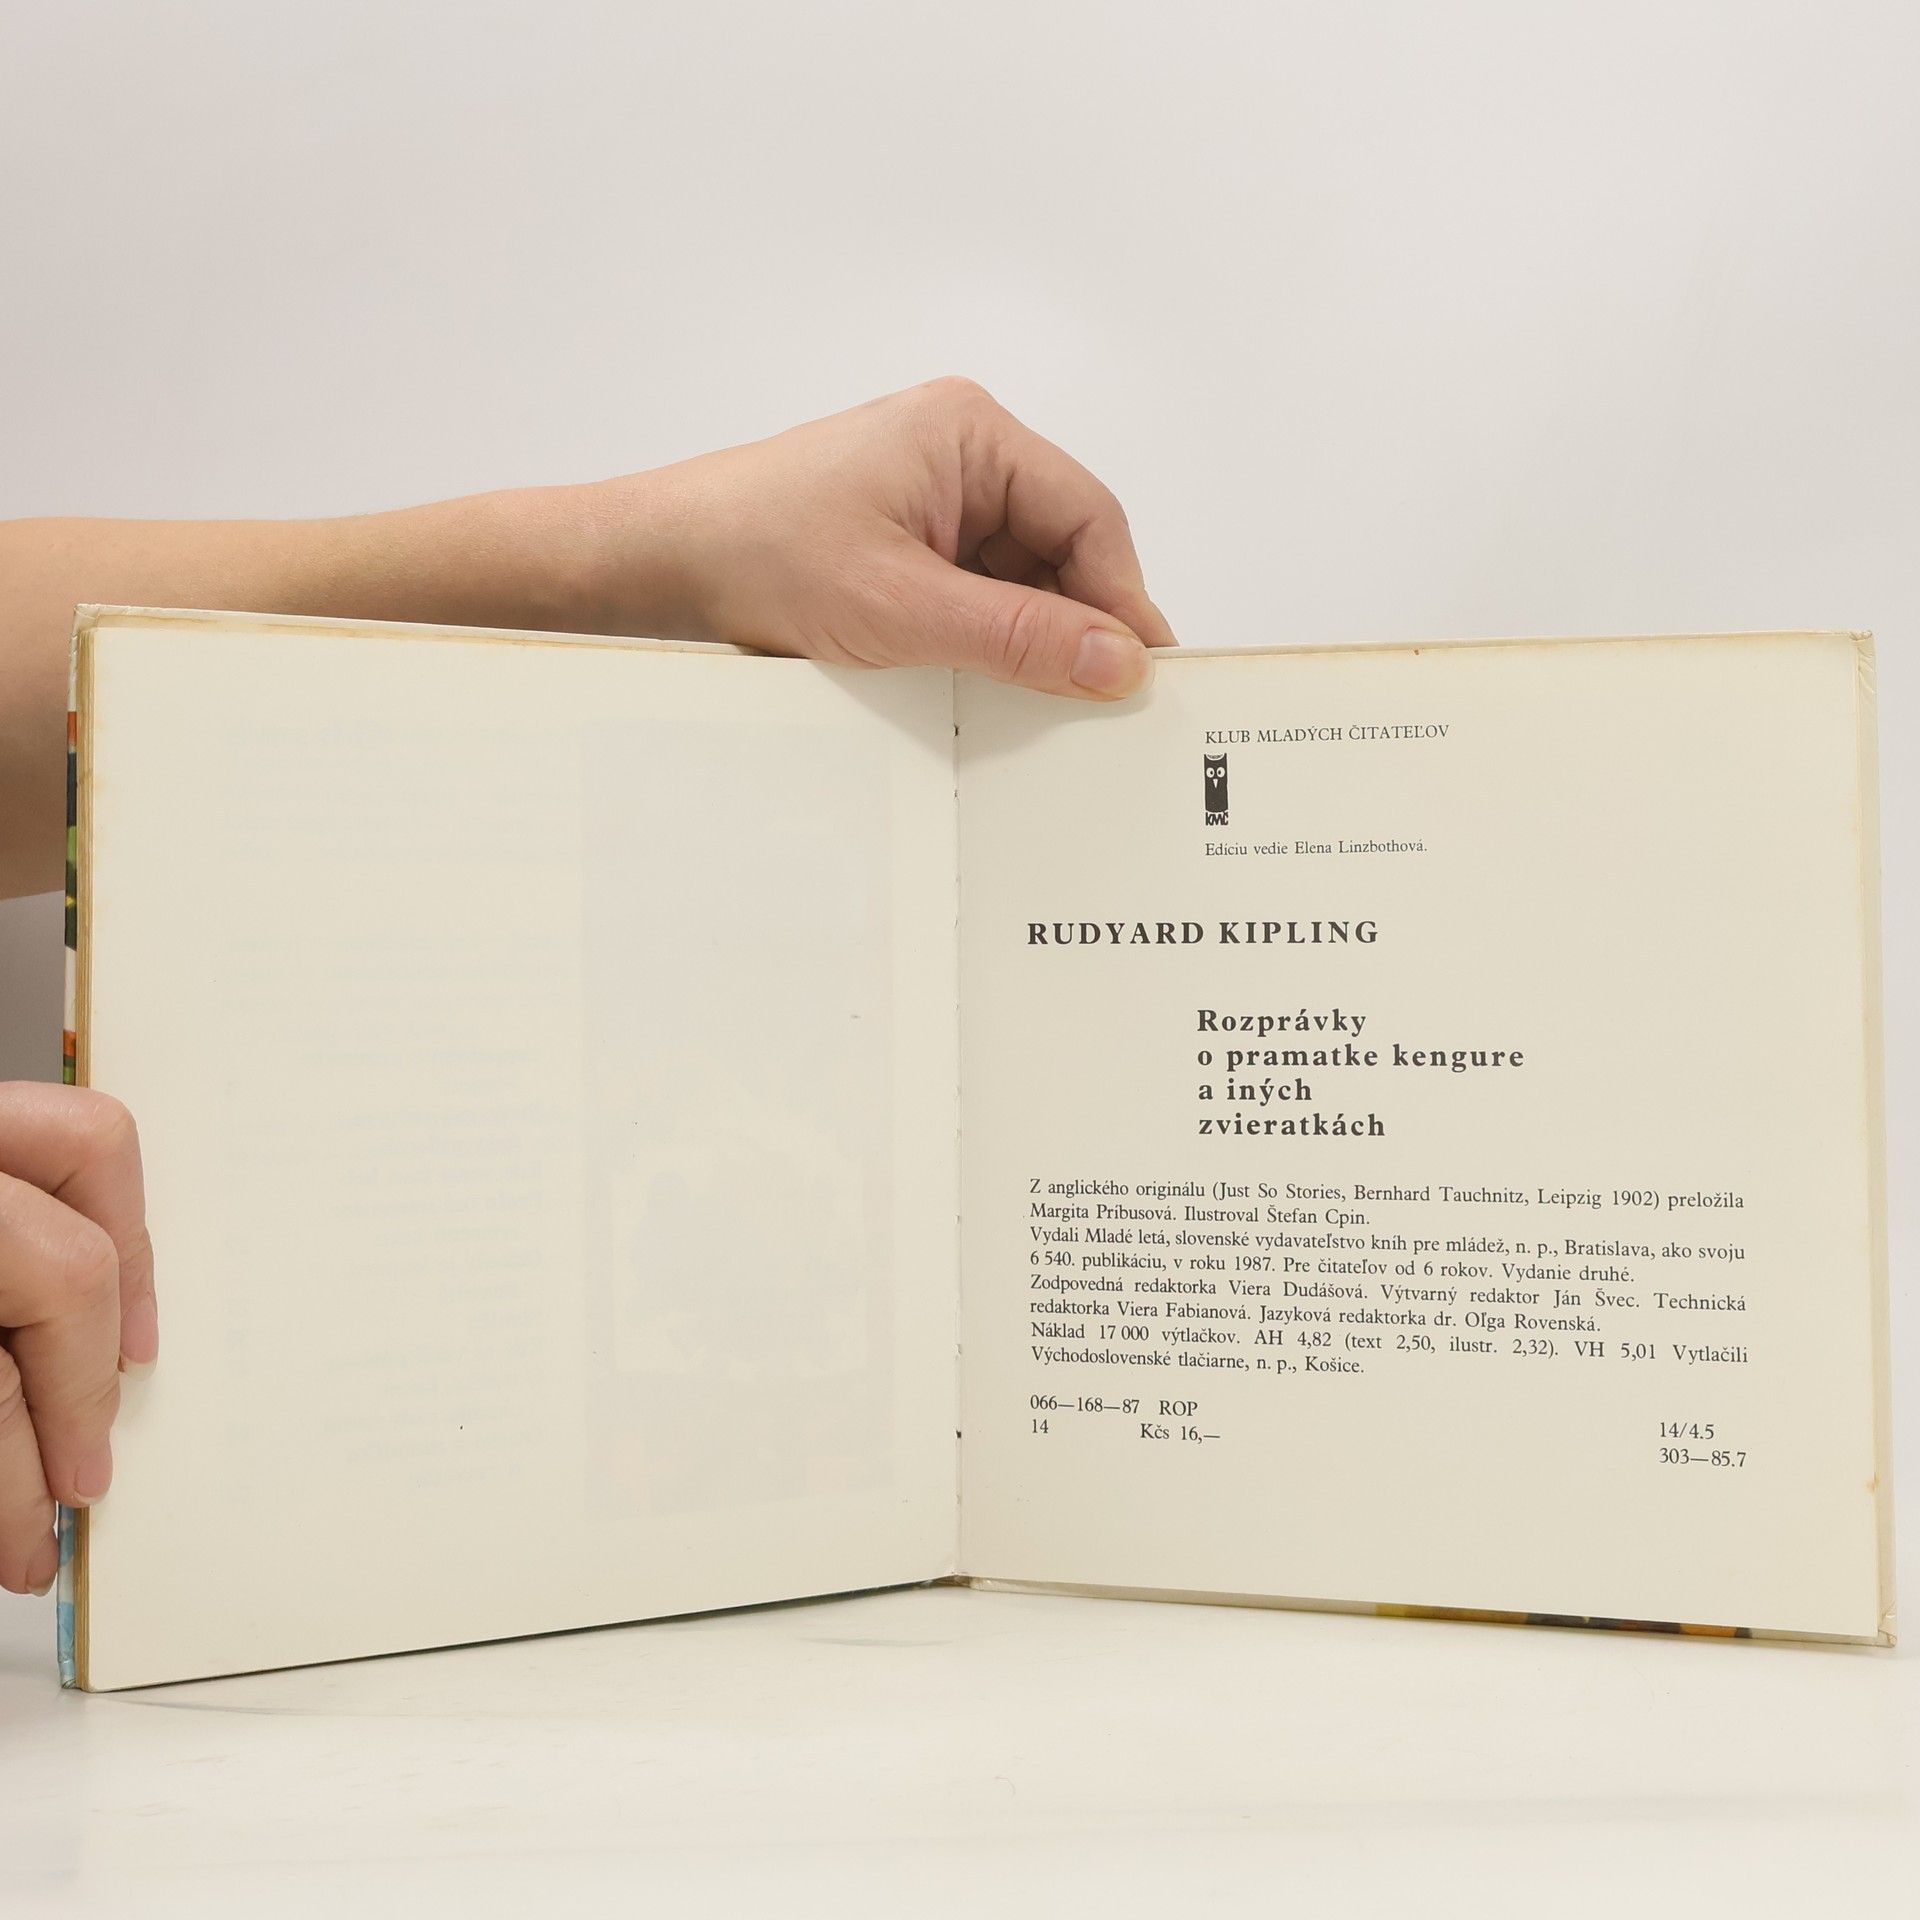 KLUB MLADÝCH ČITATEĽOV
KMČ
Edíciu vedie Elena Linzbothová.
RUDYARD KIPLING
Rozprávky
o pramatke kengure
a iných
zvieratkách
Z anglického originálu (Just So Stories, Bernhard Tauchnitz, Leipzig 1902) preložila
Margita Príbusová. Ilustroval Štefan Cpin.
Vydali Mladé letá, slovenské vydavateľstvo kníh pre mládež, n. p., Bratislava, ako svoju
6 540. publikáciu, v roku 1987. Pre čitateľov od 6 rokov. Vydanie druhé.
Zodpovedná redaktorka Viera Dudášová. Výtvarný redaktor Ján Švec. Technická
redaktorka Viera Fabianová. Jazyková redaktorka dr. Oľga Rovenská.
Náklad 17 000 výtlačkov. AH 4,82 (text 2,50, ilustr. 2,32). VH 5,01 Vytlačili
Východoslovenské tlačiarne, n. p., Košice.
066—168—87 ROP
14 Kčs 16,—
14/4.5
303—85.7